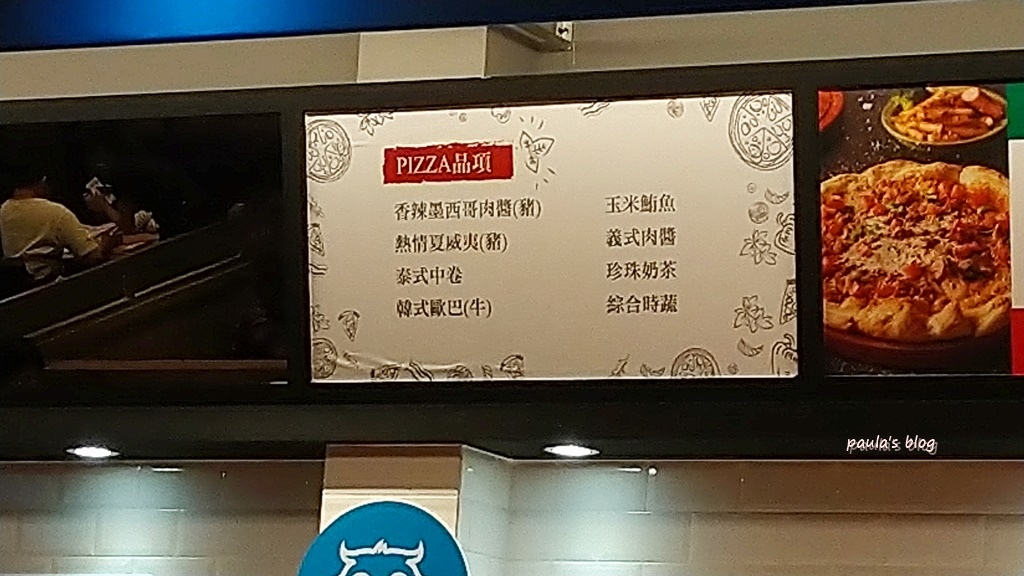 PIZZA品項
香辣墨西哥肉醬(豬)
熱情夏威夷(豬)
泰式中卷
韓式歐巴(牛)
玉米鮪魚
義式肉醬
珍珠奶茶
綜合時蔬
paula's blog